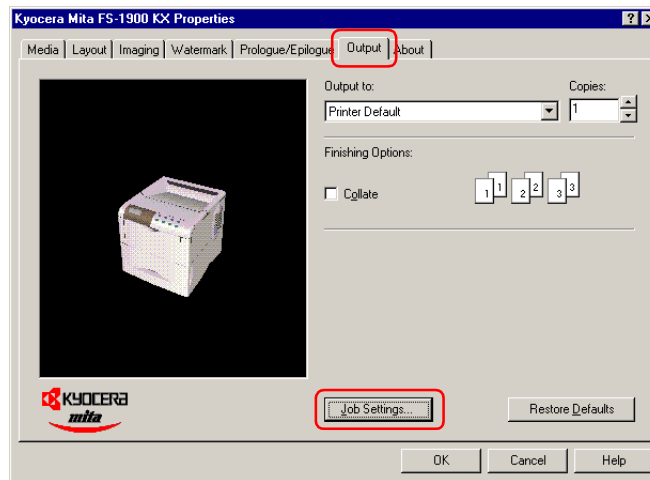 Kyocera Mita FS-1900 KX Properties
Media Layout Imaging Watermark Prologue/Epilogue Output About
Output to: Copies:
Printer Default 1
Finishing Options:
Collate 1 1 2 2 3 3
KYOCERA
mita
Job Settings... Restore Defaults
OK Cancel Help